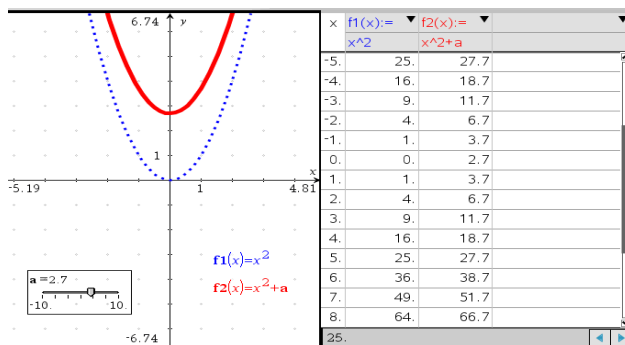 6.74 y
1
x
-5.19 1 4.81
f1(x)=x^2
f2(x)=x^2+a
a=2.7
-10. 10.
-6.74
x f1(x):= f2(x):=
x^2 x^2+a
-5. 25. 27.7
-4. 16. 18.7
-3. 9. 11.7
-2. 4. 6.7
-1. 1. 3.7
0. 0. 2.7
1. 1. 3.7
2. 4. 6.7
3. 9. 11.7
4. 16. 18.7
5. 25. 27.7
6. 36. 38.7
7. 49. 51.7
8. 64. 66.7
25.